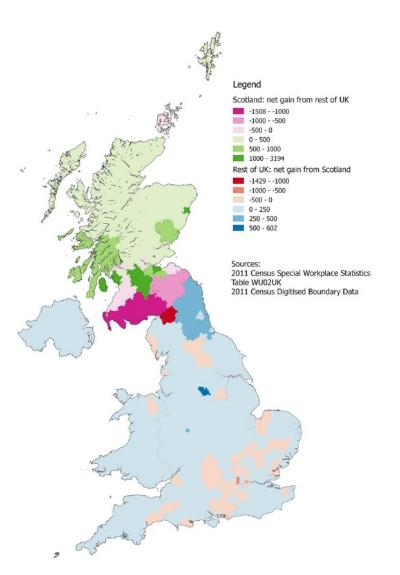 Legend
Scotland: net gain from rest of UK
-1508 - -1000
-1000 - -500
-500 - 0
0 - 500
500 - 1000
1000 - 3194
Rest of UK: net gain from Scotland
-1429 - -1000
-1000 - -500
-500 - 0
0 - 250
250 - 500
500 - 602
Sources:
2011 Census Special Workplace Statistics
Table WU02UK
2011 Census Digitised Boundary Data